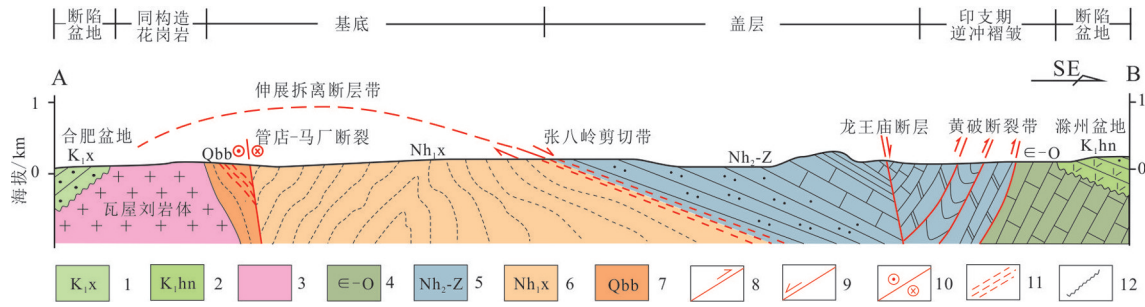 断陷
盆地
同构造
花岗岩
基底
盖层
印支期
逆冲褶皱
断陷
盆地
A
B
SE
伸展拆离断层带
1
0
海拔/km
合肥盆地
K₁x
Qbb
管店-马厂断裂
Nh₁x
张八岭剪切带
Nh₂-Z
龙王庙断层
黄破断裂带
∈-O
滁州盆地
K₁hn
1
0
海拔/km
瓦屋刘岩体
K₁x 1
K₁hn 2
3
∈-O 4
Nh₂-Z 5
Nh₁x 6
Qbb 7
8
9
10
11
12